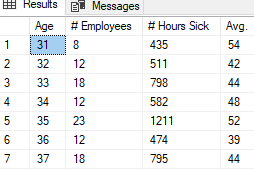 Results Messages
Age # Employees # Hours Sick Avg.
1 31 8 435 54
2 32 12 511 42
3 33 18 798 44
4 34 12 582 48
5 35 23 1211 52
6 36 12 474 39
7 37 18 795 44